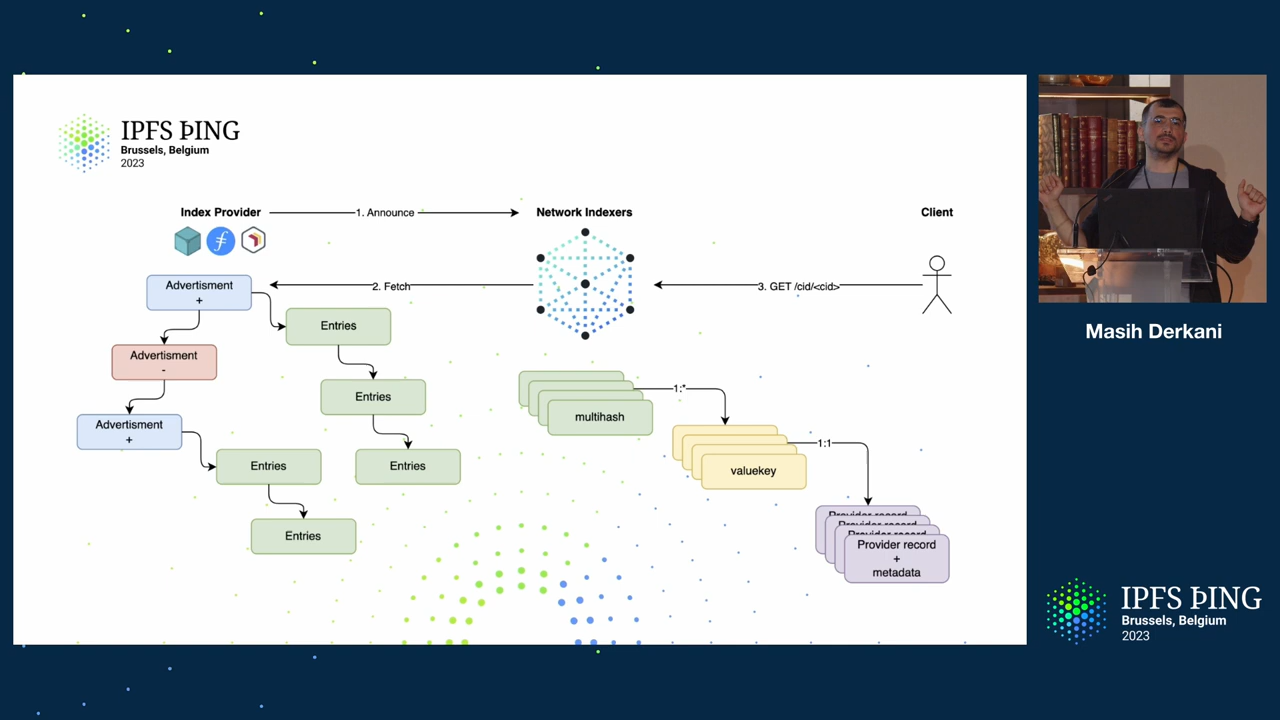 IPFS ÞING
Brussels, Belgium
2023
Index Provider
1. Announce
Network Indexers
Client
2. Fetch
3. GET /cid/<cid>
Advertisment
+
Entries
Advertisment
-
Entries
Advertisment
+
Entries
Entries
Entries
multihash
1:*
valuekey
1:1
Provider record
Provider record
Provider record
Provider record
+
metadata
Masih Derkani
IPFS ÞING
Brussels, Belgium
2023